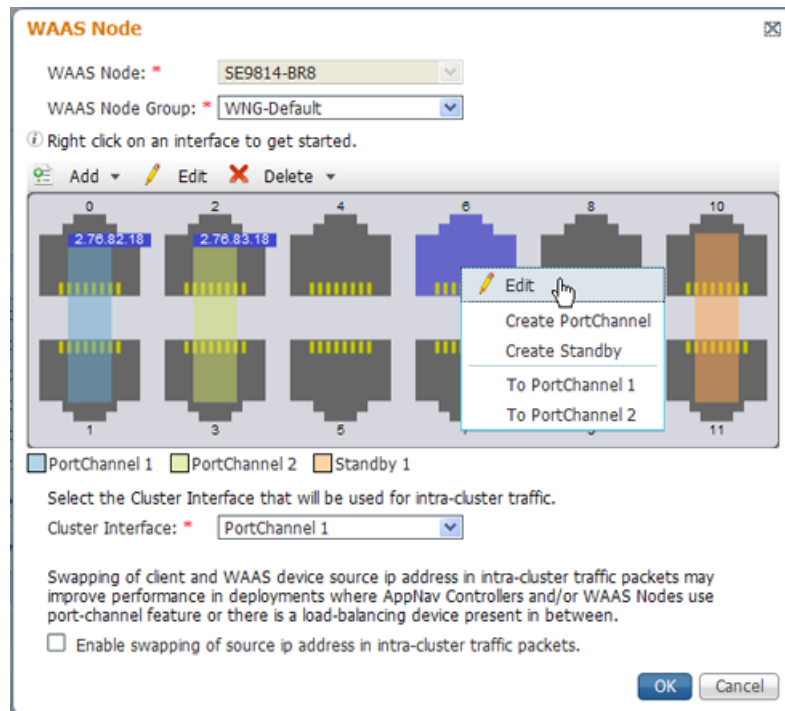 WAAS Node
WAAS Node: * SE9814-BR8
WAAS Node Group: * WNG-Default
Right click on an interface to get started.
Add Edit Delete
0 2 4 6 8 10
2.76.82.18 2.76.83.18
Edit
Create PortChannel
Create Standby
To PortChannel 1
To PortChannel 2
1 3 5 11
PortChannel 1 PortChannel 2 Standby 1
Select the Cluster Interface that will be used for intra-cluster traffic.
Cluster Interface: * PortChannel 1
Swapping of client and WAAS device source ip address in intra-cluster traffic packets may
improve performance in deployments where AppNav Controllers and/or WAAS Nodes use
port-channel feature or there is a load-balancing device present in between.
Enable swapping of source ip address in intra-cluster traffic packets.
OK Cancel